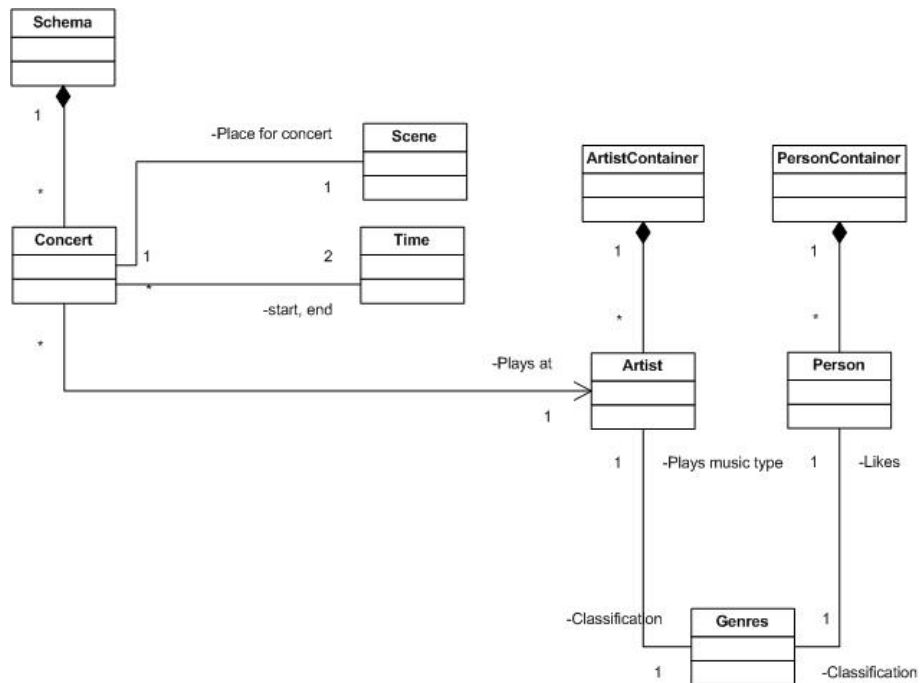 Schema
1
-Place for concert
Scene
ArtistContainer
PersonContainer
*
1
Concert
1
2
Time
1
1
*
-start, end
*
*
*
-Plays at
Artist
Person
1
1
-Plays music type
1
-Likes
-Classification
Genres
1
1
-Classification